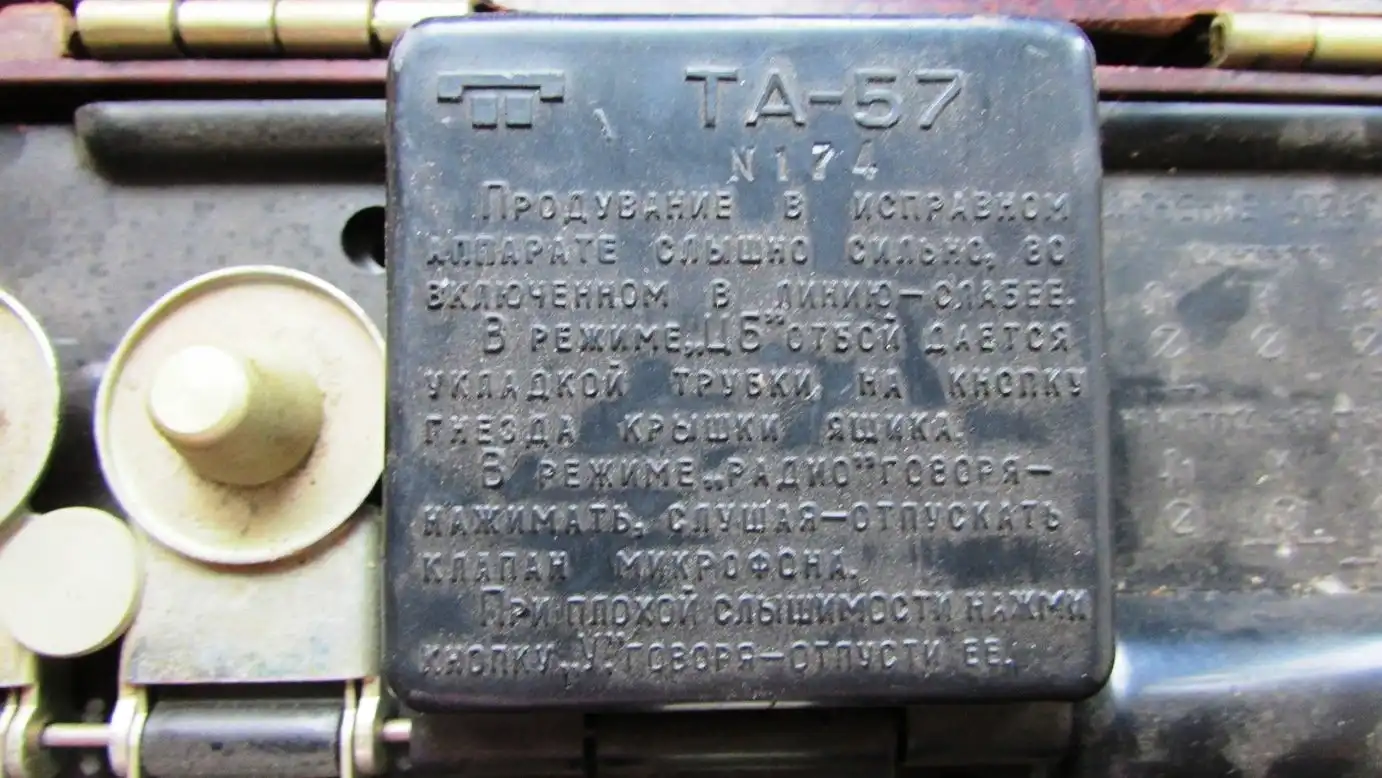 ТА-57
N174
ПРОДУВАНИЕ В ИСПРАВНОМ
АППАРАТЕ СЛЫШНО СИЛЬНО, ВО
ВКЛЮЧЕННОМ В ЛИНИЮ—СЛАБЕЕ.
В РЕЖИМЕ „ЦБ" ОТБОЙ ДАЕТСЯ
УКЛАДКОЙ ТРУБКИ НА КНОПКУ
ГНЕЗДА КРЫШКИ ЯЩИКА.
В РЕЖИМЕ „РАДИО" ГОВОРЯ—
НАЖИМАТЬ, СЛУШАЯ—ОТПУСКАТЬ
КЛАПАН МИКРОФОНА.
ПРИ ПЛОХОЙ СЛЫШИМОСТИ НАЖМИ
КНОПКУ „У." ГОВОРЯ—ОТПУСТИ ЕЕ.